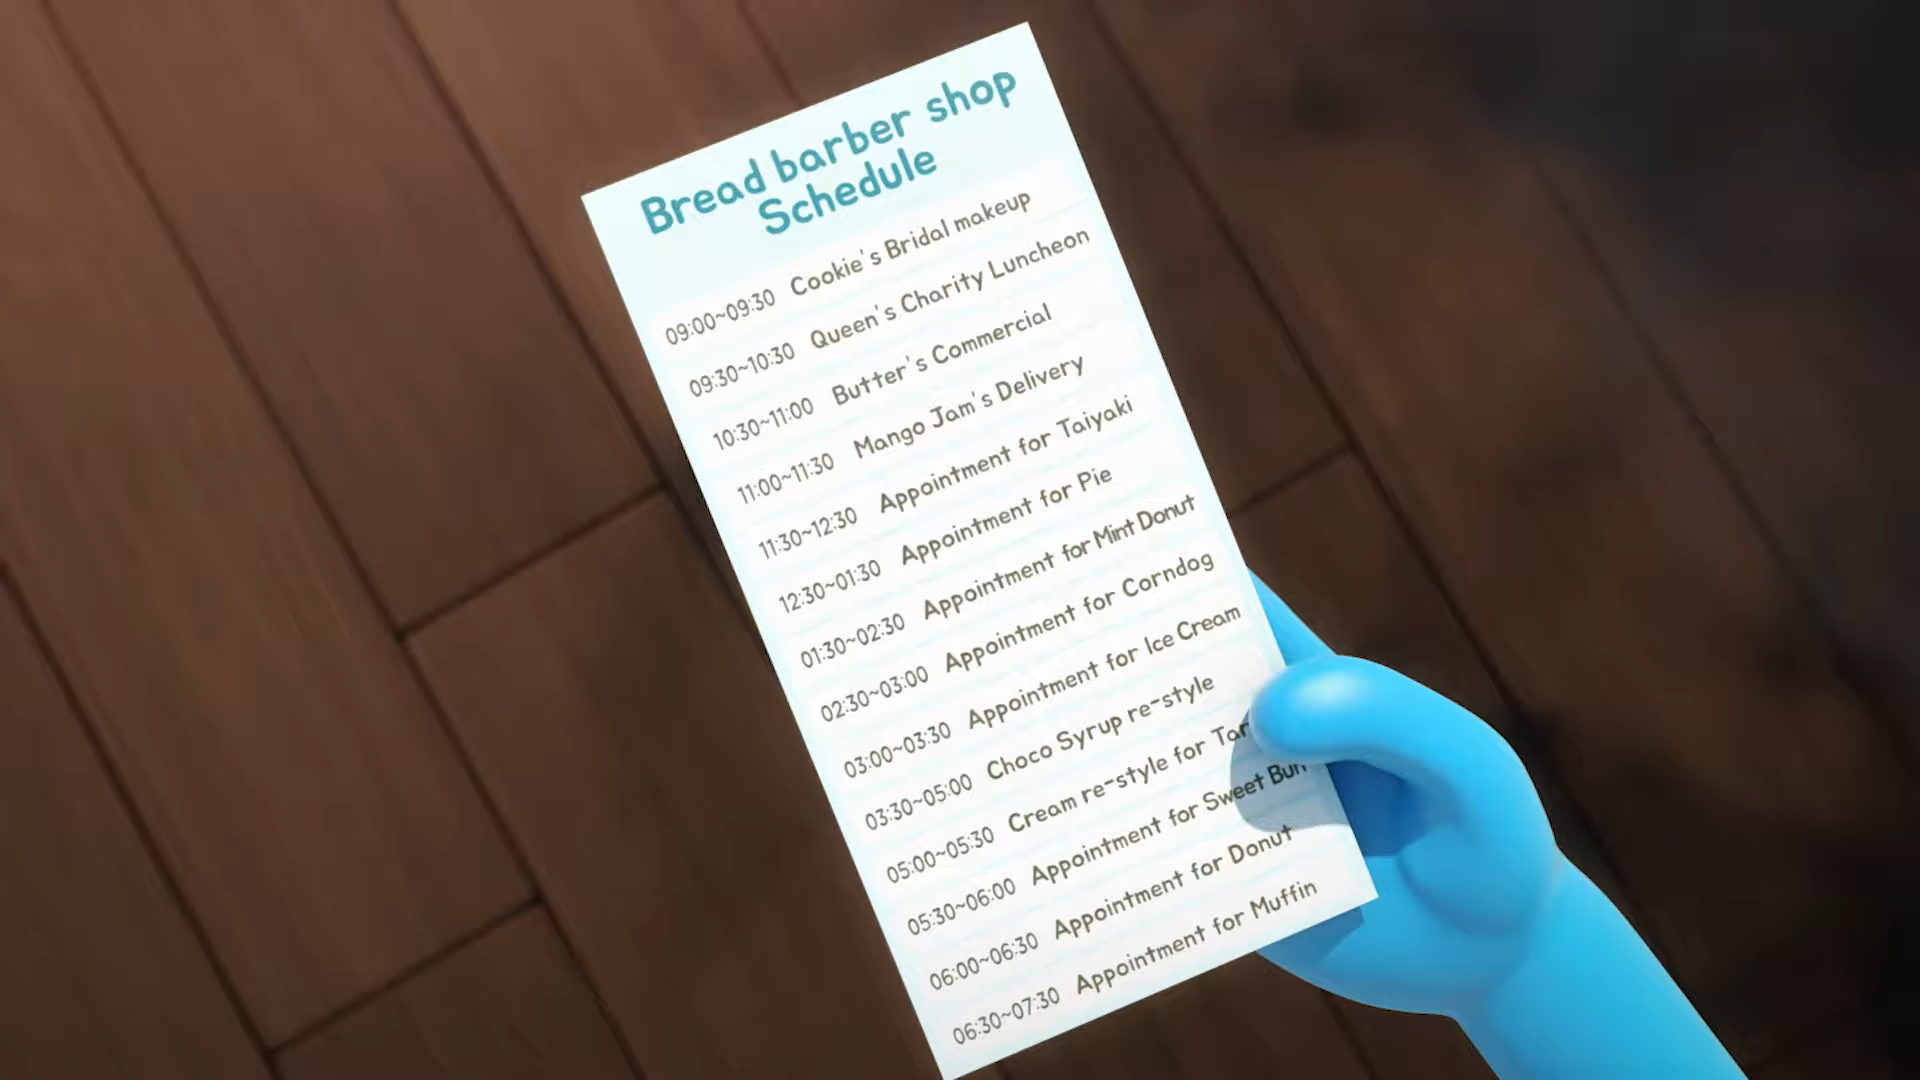 Bread barber shop
Schedule
09:00~09:30 Cookie's Bridal makeup
09:30~10:30 Queen's Charity Luncheon
10:30~11:00 Butter's Commercial
11:00~11:30 Mango Jam's Delivery
11:30~12:30 Appointment for Taiyaki
12:30~01:30 Appointment for Pie
01:30~02:30 Appointment for Mint Donut
02:30~03:00 Appointment for Corndog
03:00~03:30 Appointment for Ice Cream
03:30~05:00 Choco Syrup re-style
05:00~05:30 Cream re-style for
05:30~06:00 Appointment for Sweet Bun
06:00~06:30 Appointment for Donut
06:30~07:30 Appointment for Muffin